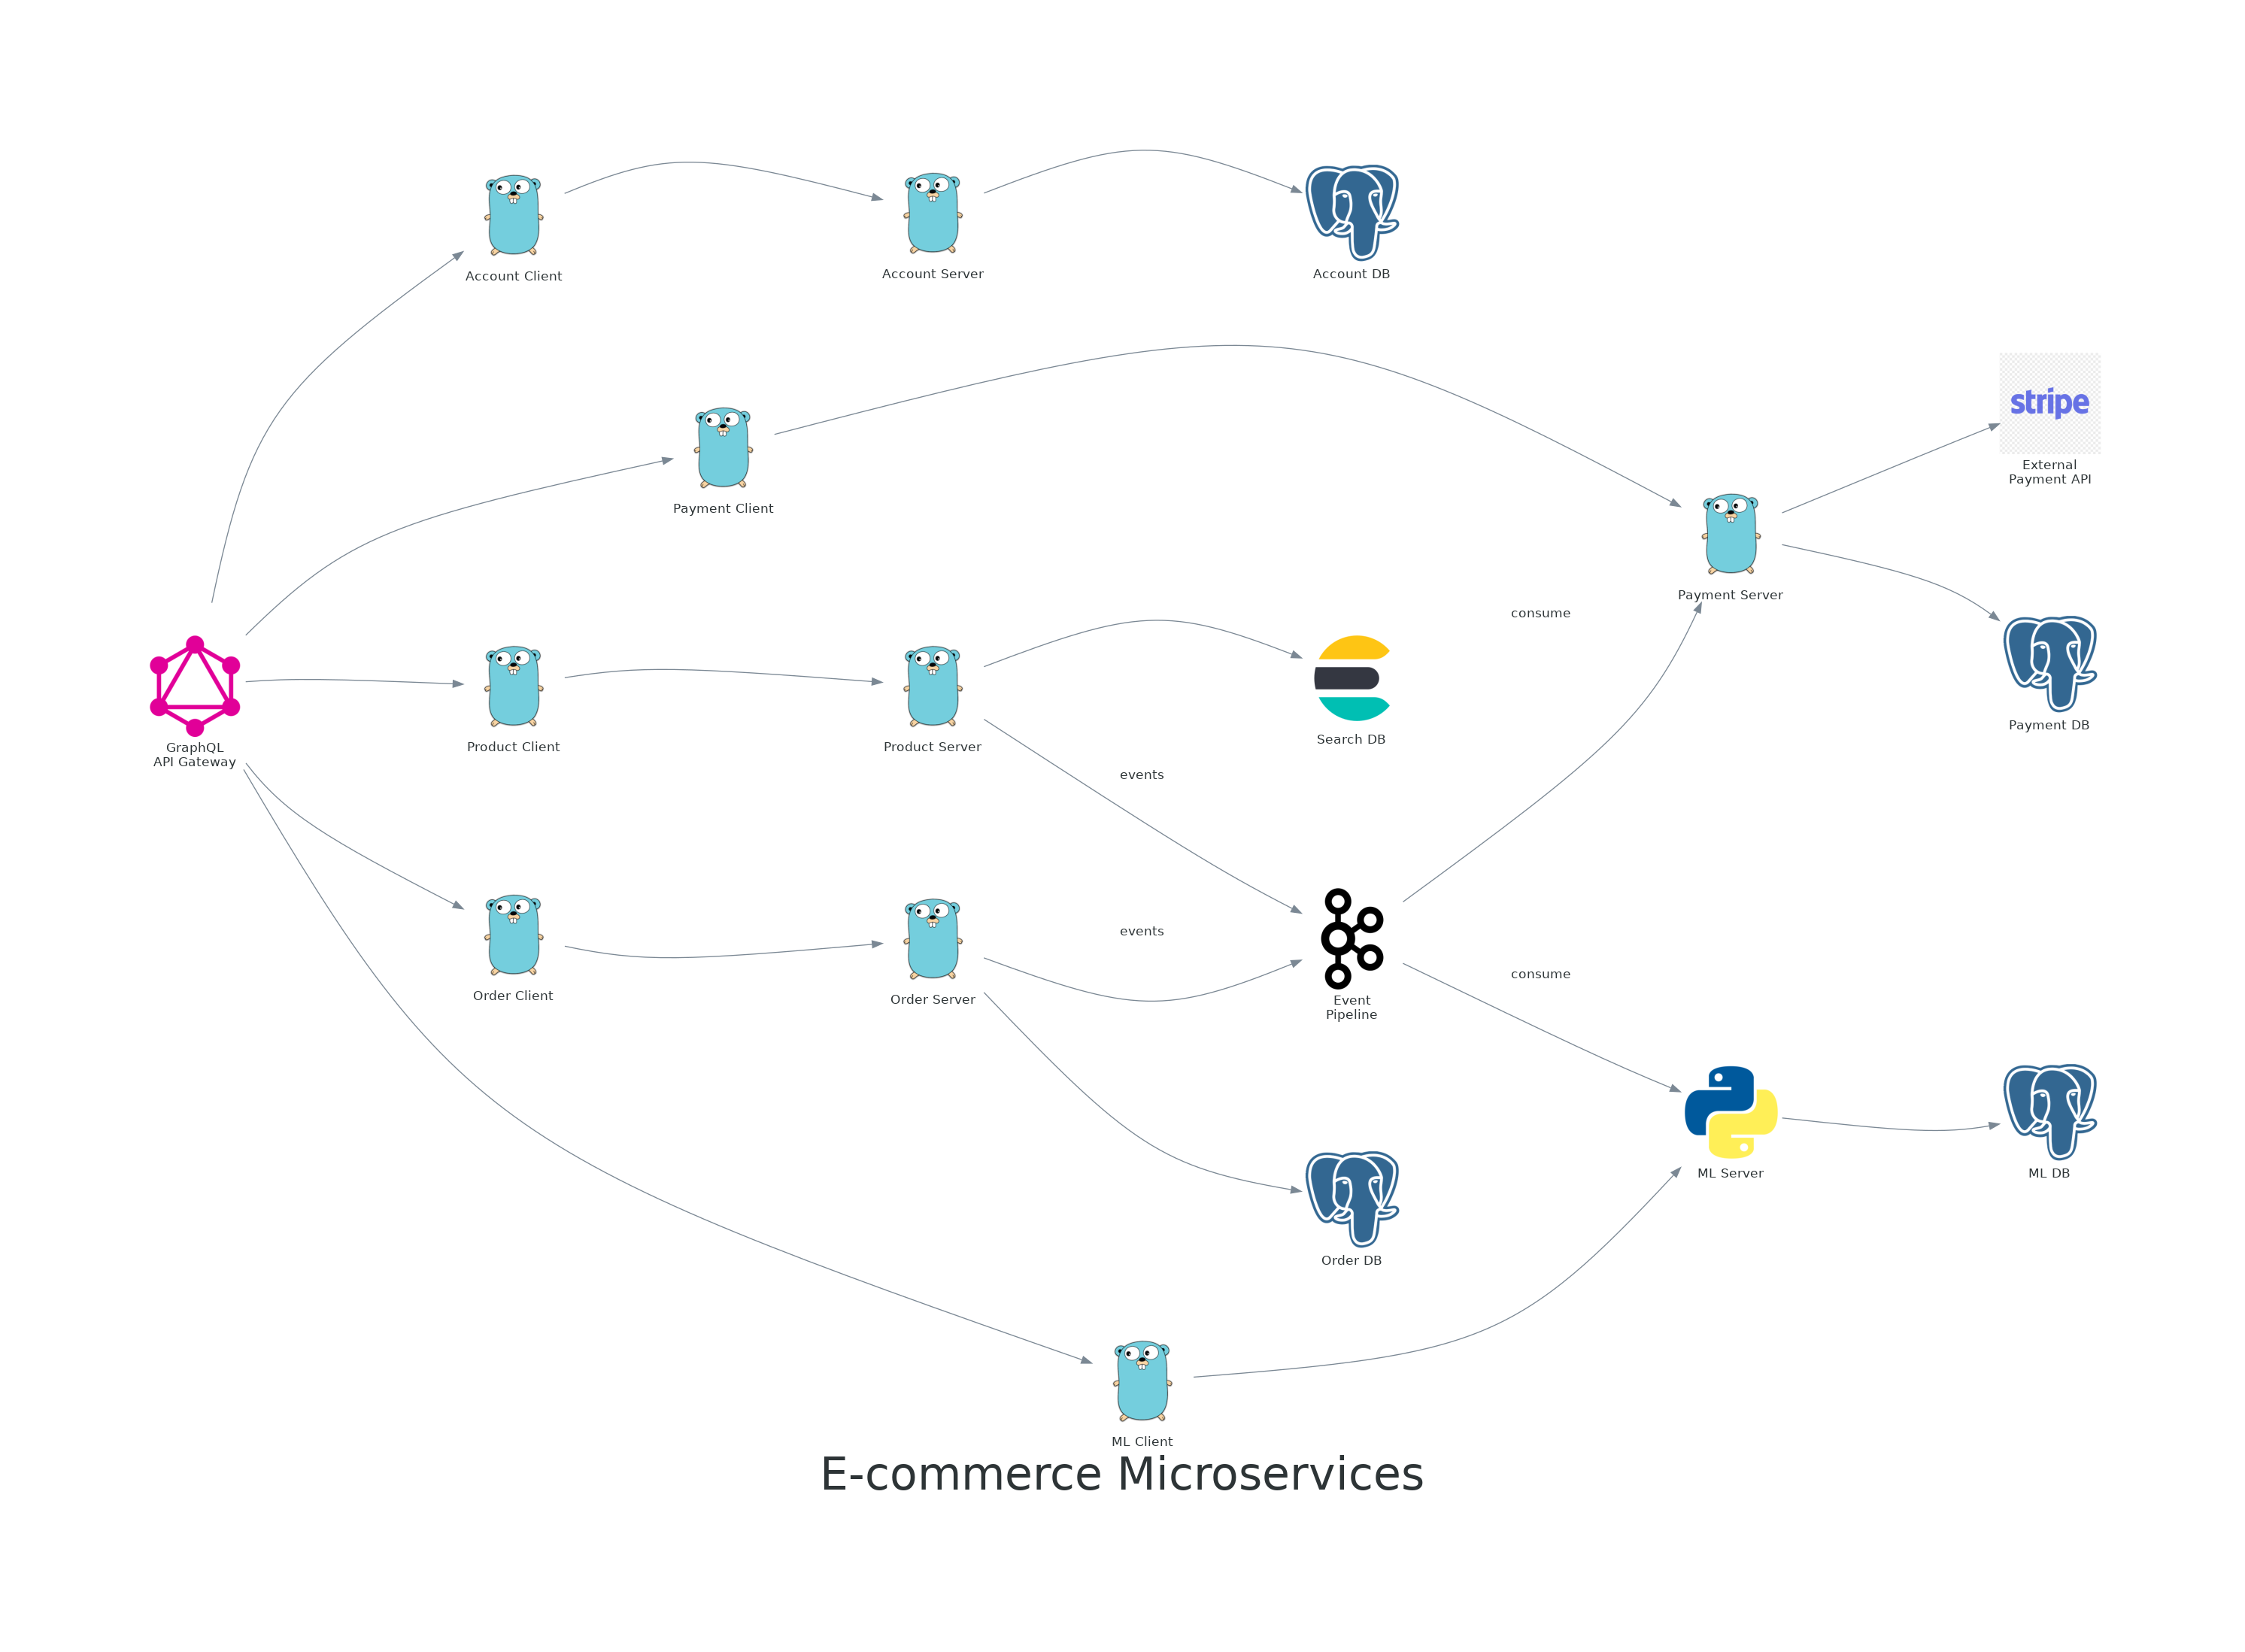 Account Client
Account Server
Account DB
stripe
External
Payment API
Payment Client
Payment Server
consume
GraphQL
API Gateway
Product Client
Product Server
Search DB
Payment DB
events
events
consume
Order Client
Order Server
Event
Pipeline
ML Server
ML DB
Order DB
ML Client
E-commerce Microservices